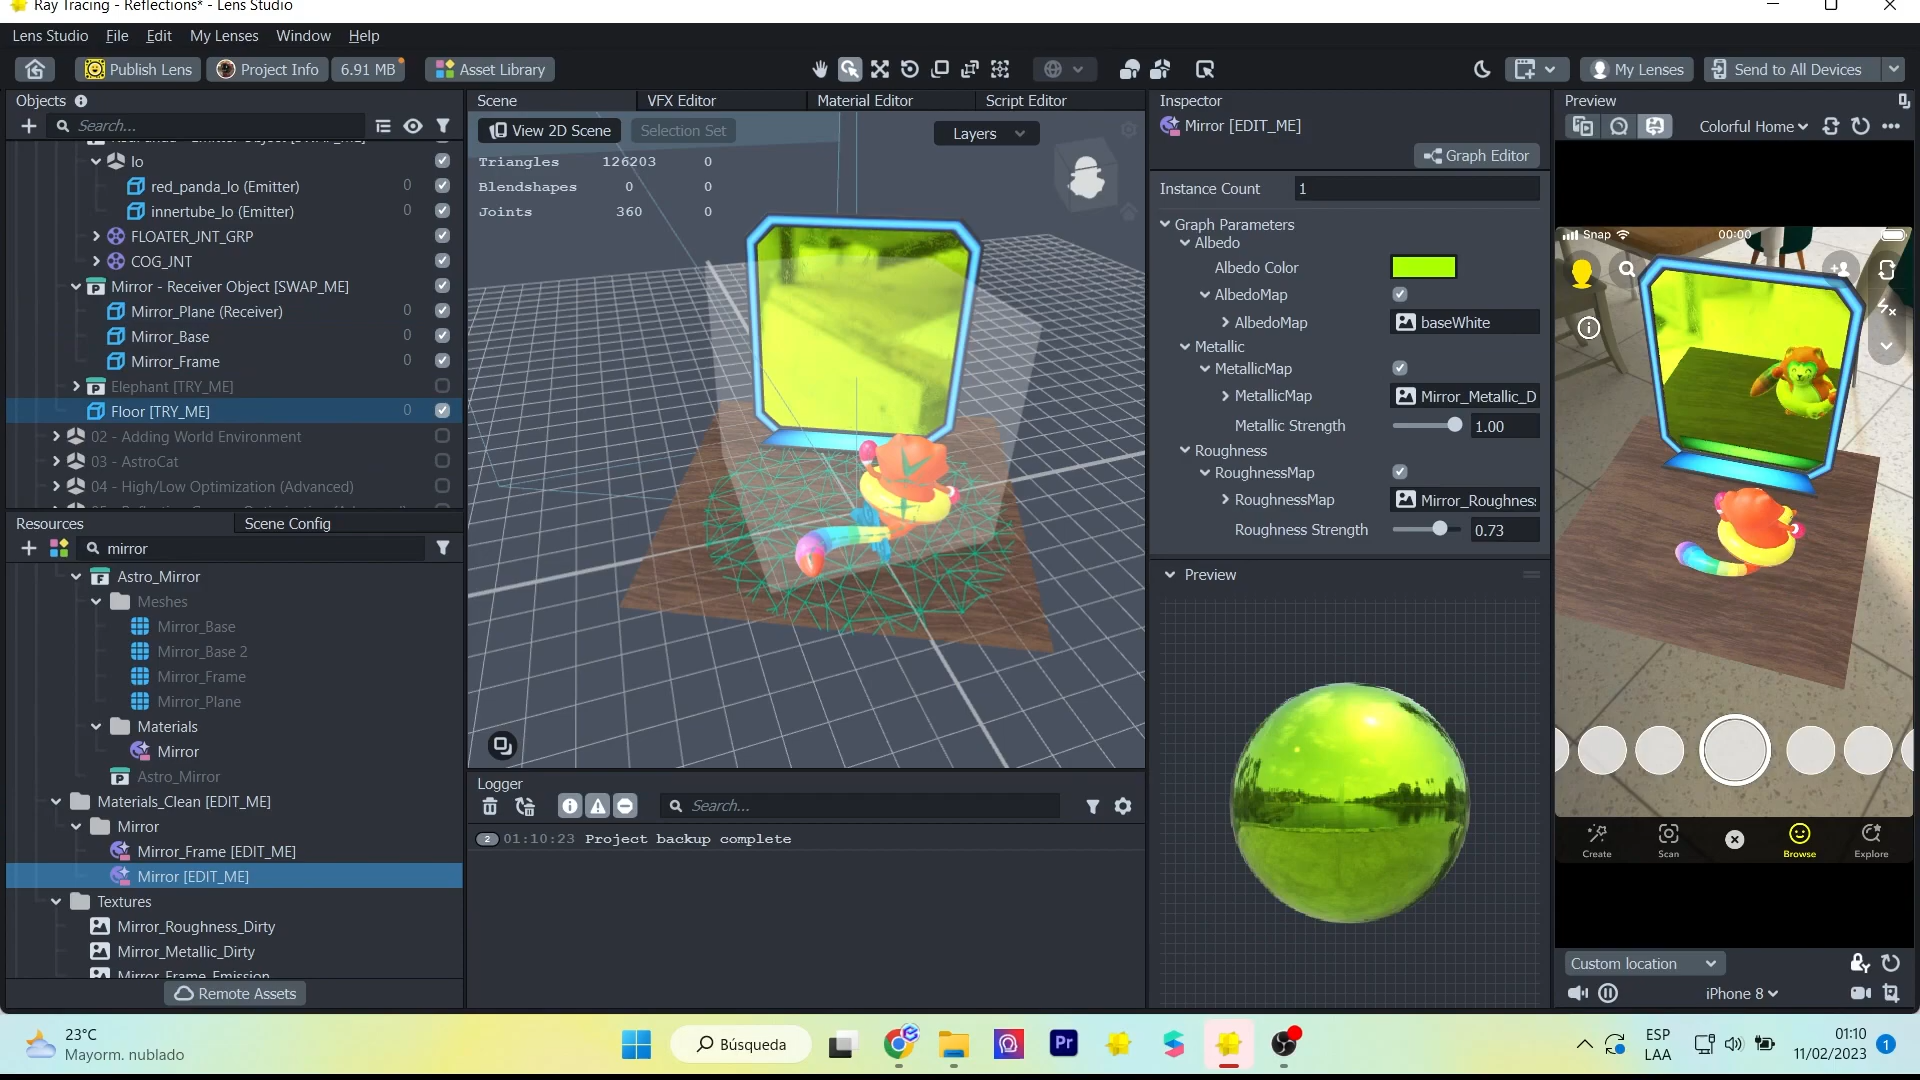 Ray Tracing - Reflections* - Lens Studio
Lens Studio File Edit My Lenses Window Help
Publish Lens Project Info 6.91 MB Asset Library My Lenses Send to All Devices
Objects
Search...
Io
red_panda_lo (Emitter) 0
innertube_lo (Emitter) 0
FLOATER_JNT_GRP
COG_JNT
Mirror - Receiver Object [SWAP_ME]
Mirror_Plane (Receiver) 0
Mirror_Base 0
Mirror_Frame 0
Elephant [TRY_ME]
Floor [TRY_ME] 0
02 - Adding World Environment
03 - AstroCat
04 - High/Low Optimization (Advanced)
Resources Scene Config
mirror
Astro_Mirror
Meshes
Mirror_Base
Mirror_Base 2
Mirror_Frame
Mirror_Plane
Materials
Mirror
Astro_Mirror
Materials_Clean [EDIT_ME]
Mirror
Mirror_Frame [EDIT_ME]
Mirror [EDIT_ME]
Textures
Mirror_Roughness_Dirty
Mirror_Metallic_Dirty
Mirror_Frame_Emission
Remote Assets
Scene VFX Editor Material Editor Script Editor
View 2D Scene Selection Set Layers
Triangles 126203 0
Blendshapes 0 0
Joints 360 0
Logger
Search...
2 01:10:23 Project backup complete
Inspector
Mirror [EDIT_ME]
Graph Editor
Instance Count 1
Graph Parameters
Albedo
Albedo Color
AlbedoMap
AlbedoMap baseWhite
Metallic
MetallicMap
MetallicMap Mirror_Metallic_D
Metallic Strength 1.00
Roughness
RoughnessMap
RoughnessMap Mirror_Roughness
Roughness Strength 0.73
Preview
Preview
Colorful Home
Snap 00:00
Create Scan Browse Explore
Custom location
iPhone 8
23°C
Mayorm. nublado
Búsqueda
Pr
ESP
LAA
01:10
11/02/2023
1